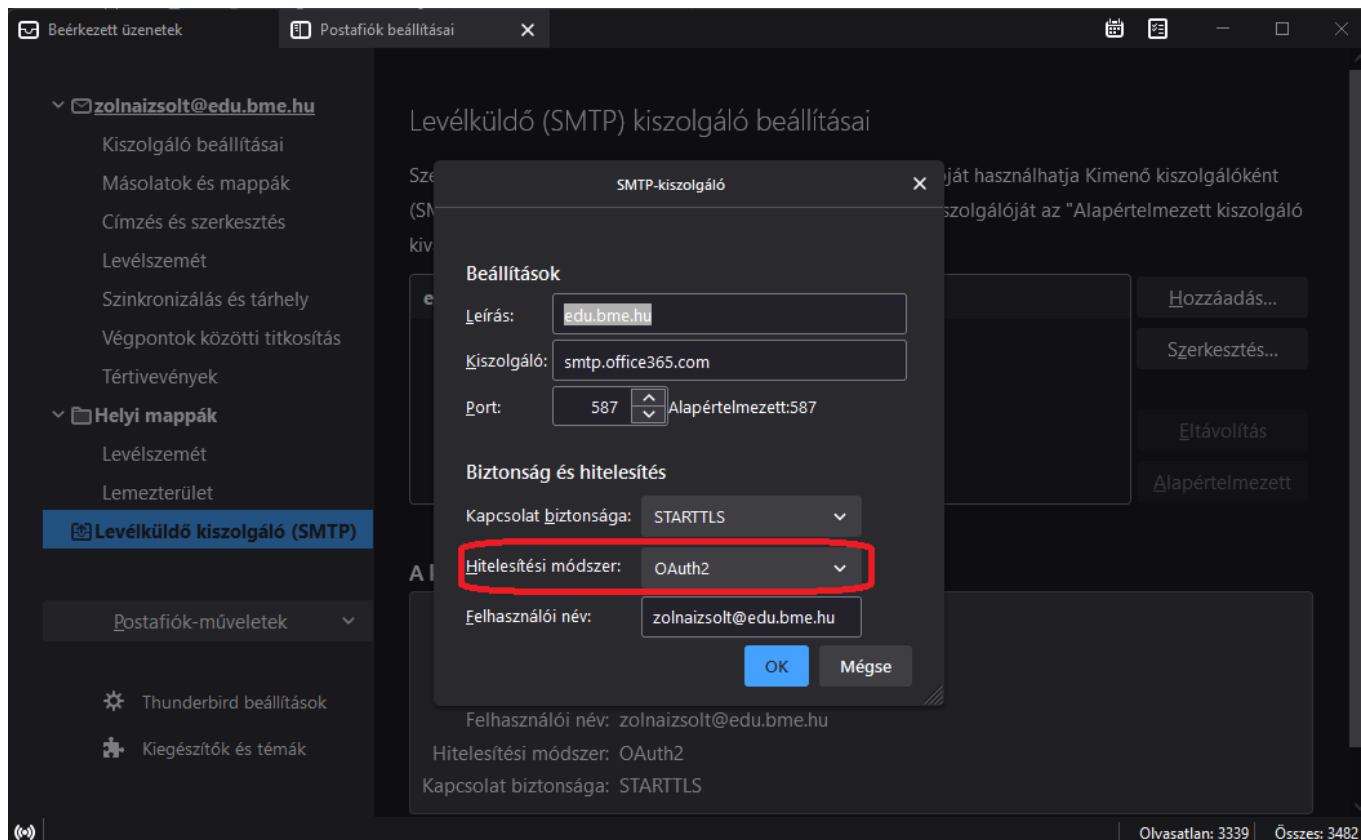 Beérkezett üzenetek
Postafiók beállításai
zolnaizsolt@edu.bme.hu
Kiszolgáló beállításai
Másolatok és mappák
Címzés és szerkesztés
Levélszemét
Szinkronizálás és tárhely
Végpontok közötti titkosítás
Tértivevények
Helyi mappák
Levélszemét
Lemezterület
Levélküldő kiszolgáló (SMTP)
Postafiók-műveletek
Thunderbird beállítások
Kiegészítők és témák
Levélküldő (SMTP) kiszolgáló beállításai
használhatja Kimenő kiszolgálóként
az "Alapértelmezett kiszolgáló
Hozzáadás...
Szerkesztés...
Eltávolítás
Alapértelmezett
SMTP-kiszolgáló
Beállítások
Leírás: edu.bme.hu
Kiszolgáló: smtp.office365.com
Port: 587 Alapértelmezett:587
Biztonság és hitelesítés
Kapcsolat biztonsága: STARTTLS
Hitelesítési módszer: OAuth2
Felhasználói név: zolnaizsolt@edu.bme.hu
OK Mégse
Felhasználói név: zolnaizsolt@edu.bme.hu
Hitelesítési módszer: OAuth2
Kapcsolat biztonsága: STARTTLS
Olvasatlan: 3339 Összes: 3482